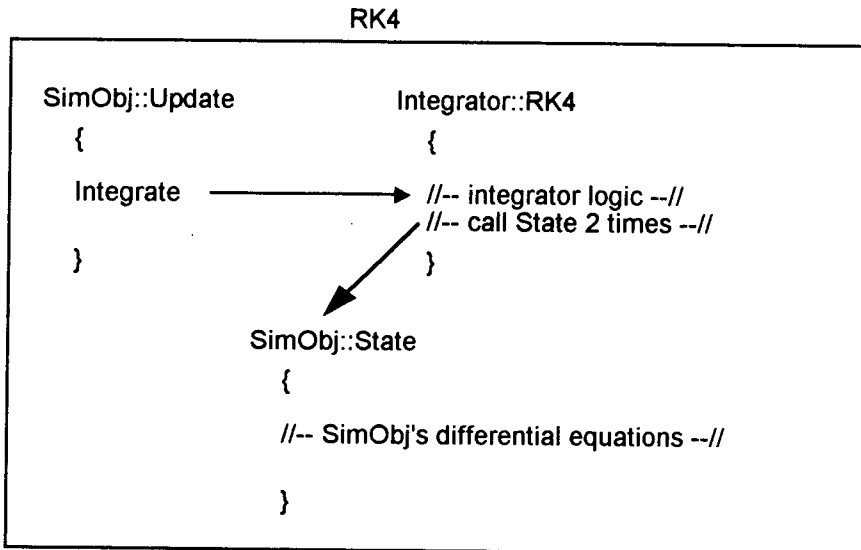 RK4
SimObj::Update
{
Integrate
}
Integrator::RK4
{
//-- integrator logic --//
//-- call State 2 times --//
}
SimObj::State
{
//-- SimObj's differential equations --//
}